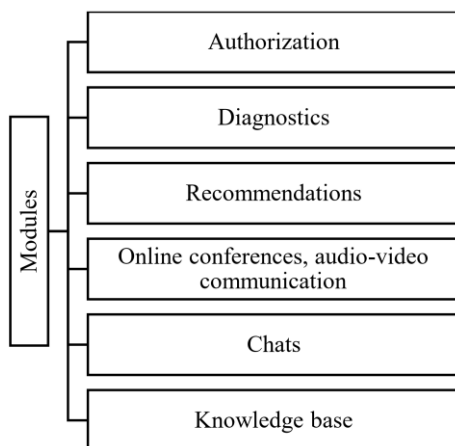 Modules
Authorization
Diagnostics
Recommendations
Online conferences, audio-video
communication
Chats
Knowledge base